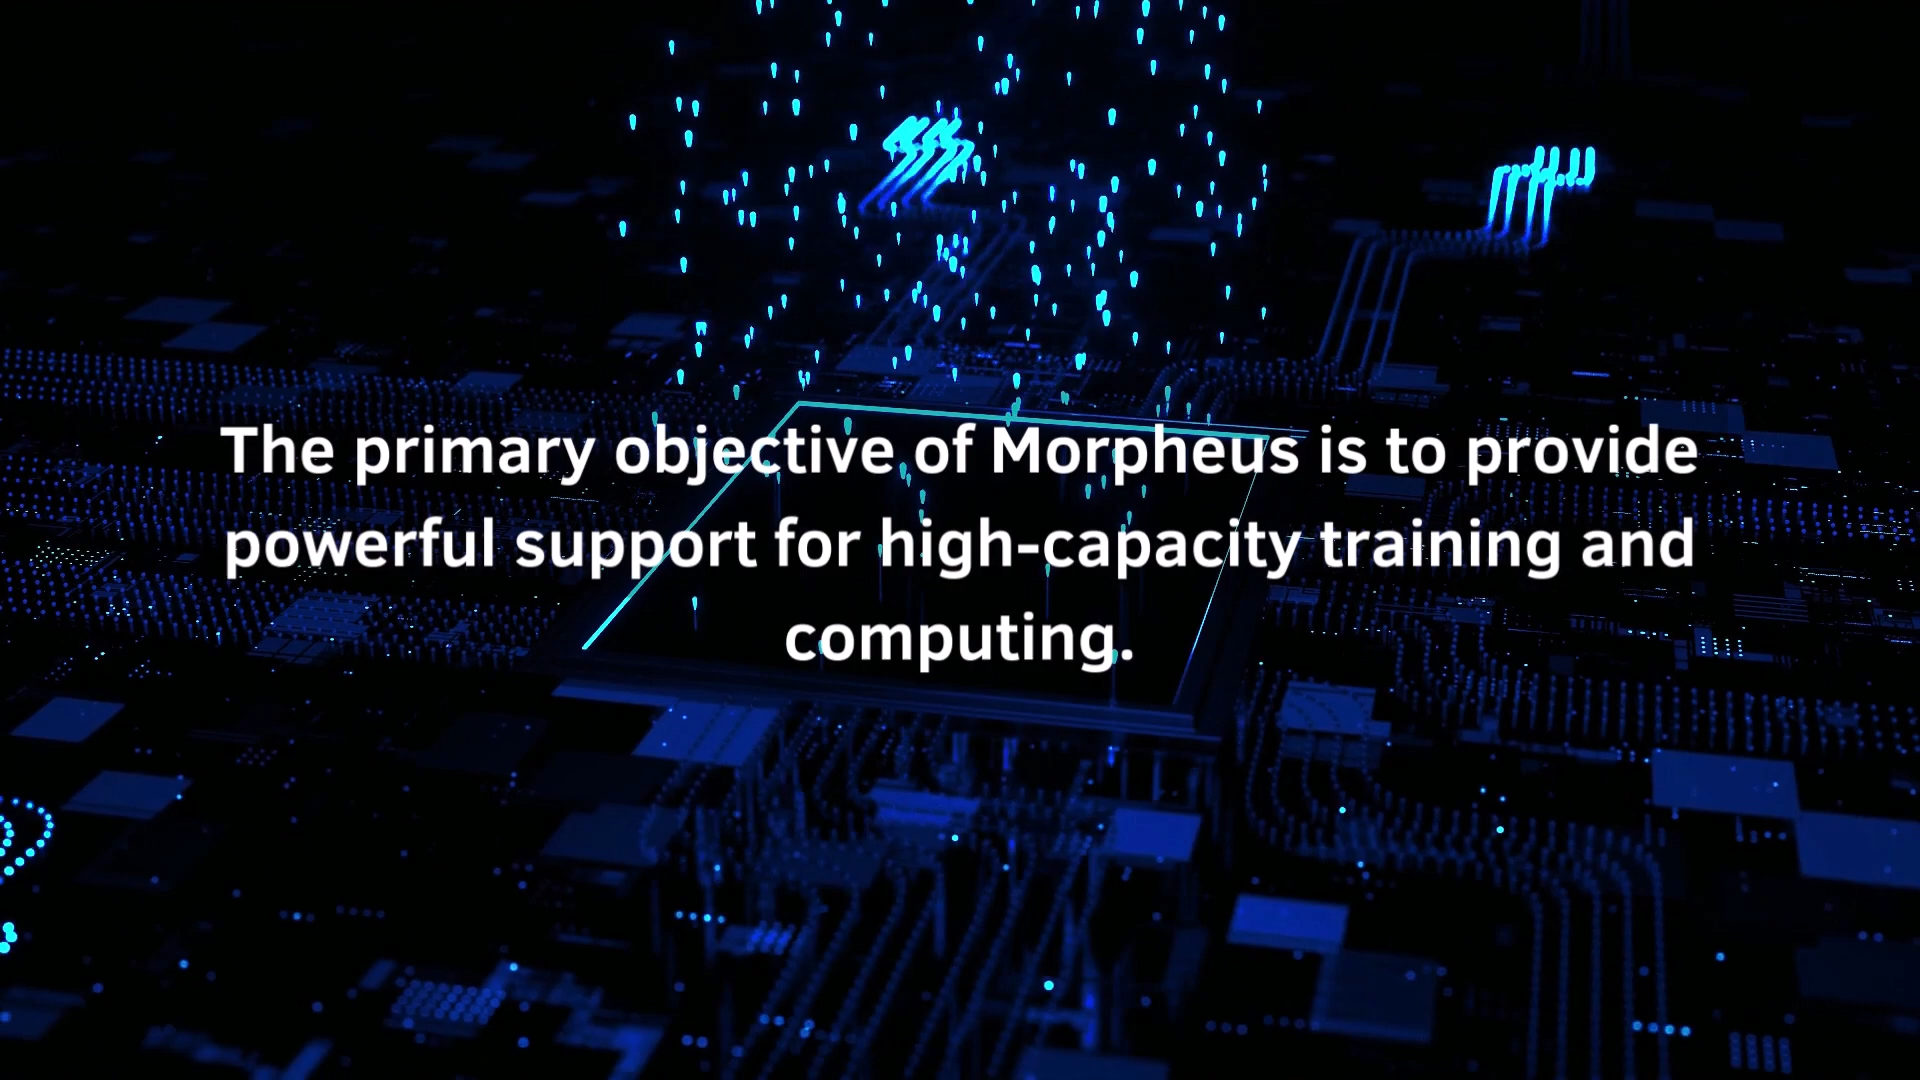 The primary objective of Morpheus is to provide
powerful support for high-capacity training and
computing.